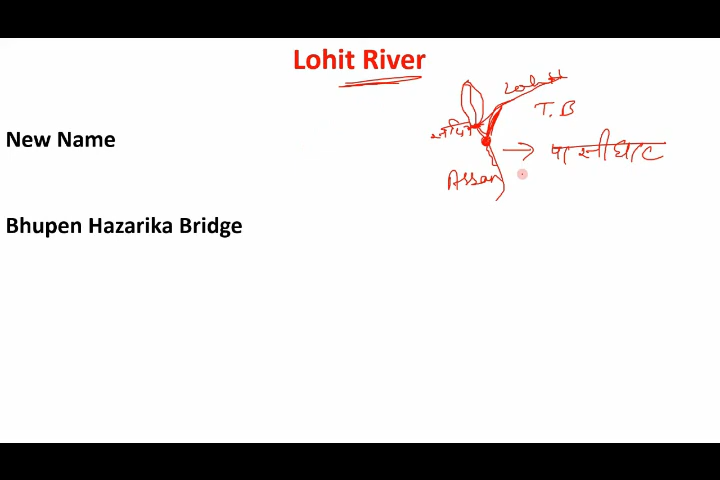 Lohit River
Lohit
T.B
New Name
पासीघाट
Assam
Bhupen Hazarika Bridge